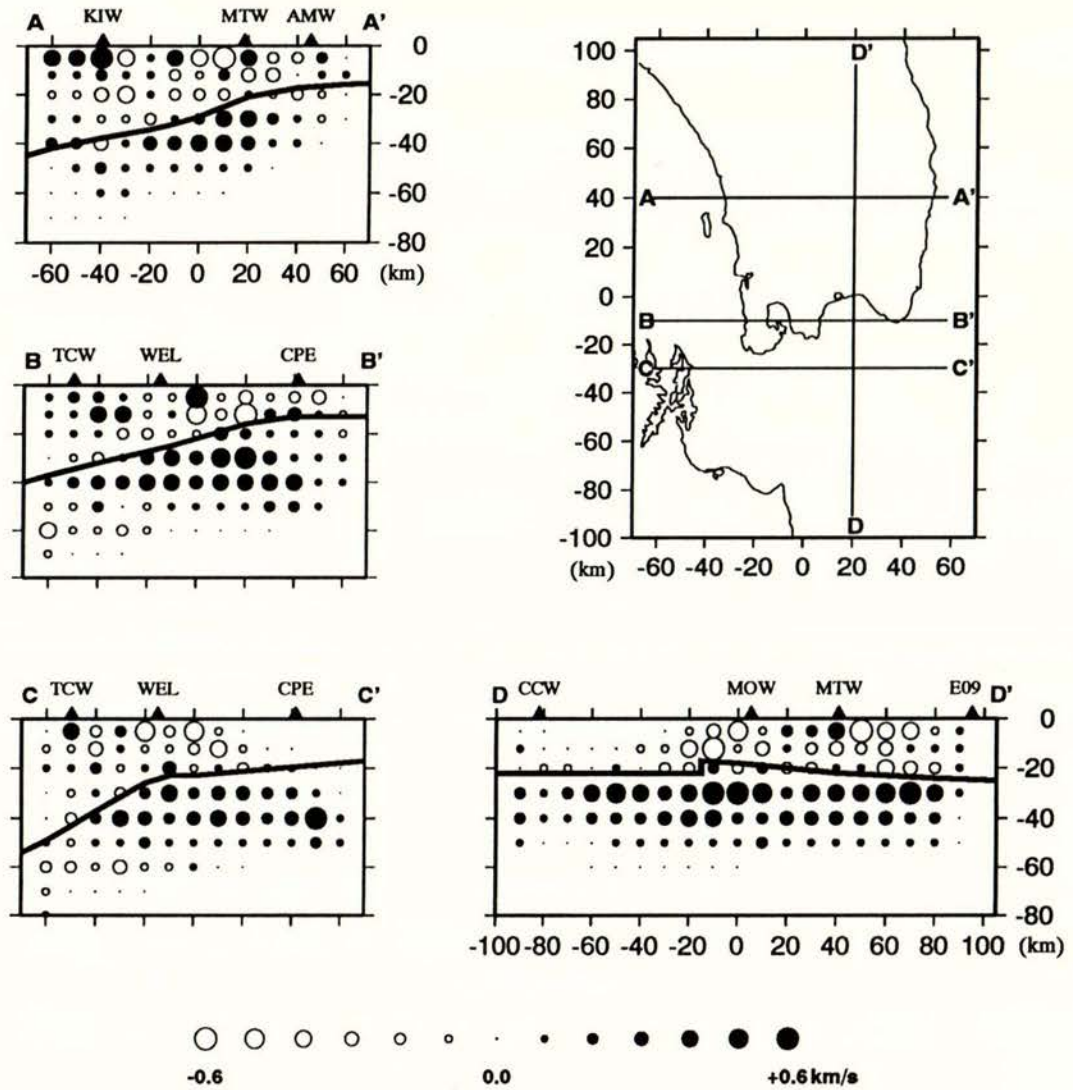 A KIW MTW AMW A'
0
-20
-40
-60
-80
-60 -40 -20 0 20 40 60 (km)
B TCW WEL CPE B'
C TCW WEL CPE C'
D'
100
80
60
40
20
0
-20
-40
-60
-80
-100
A A'
B B'
C C'
D
(km) -60 -40 -20 0 20 40 60
D CCW MOW MTW E09 D'
0
-20
-40
-60
-80
-100 -80 -60 -40 -20 0 20 40 60 80 100 (km)
-0.6 0.0 +0.6 km/s